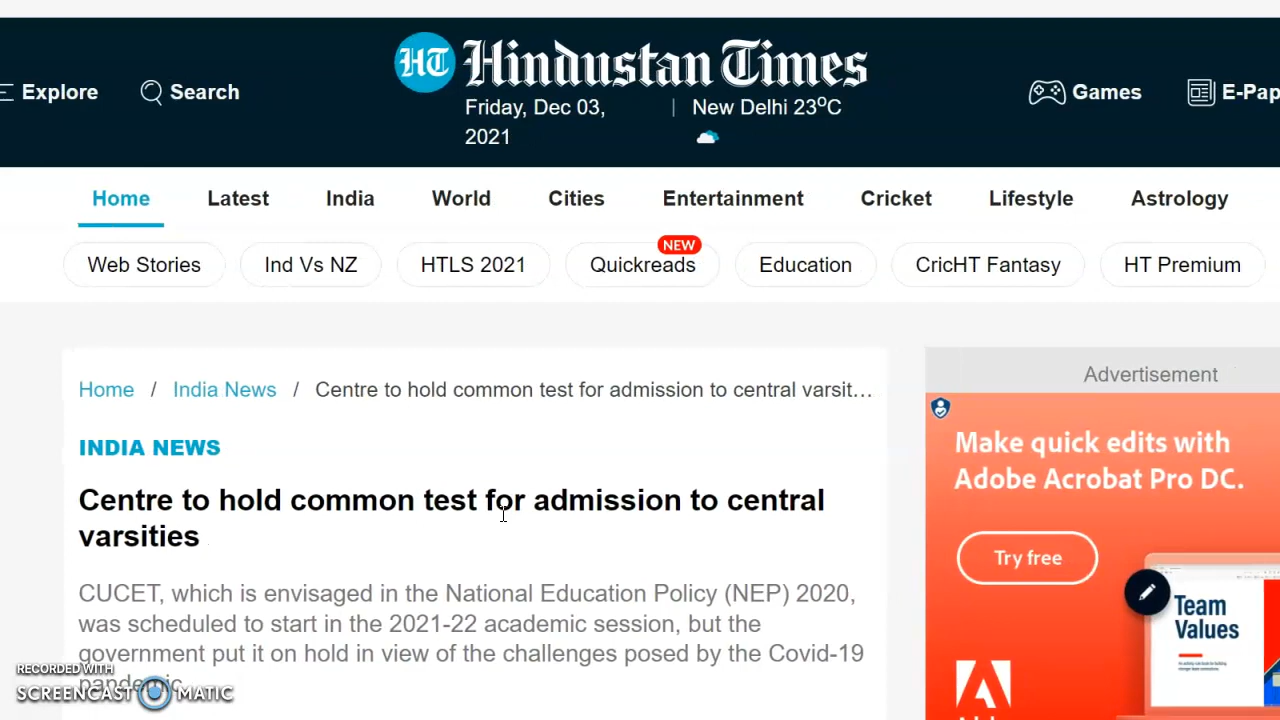 HT Hindustan Times
Explore
Search
Friday, Dec 03,
2021
| New Delhi 23⁰C
Games
E-Pap
Home
Latest
India
World
Cities
Entertainment
Cricket
Lifestyle
Astrology
NEW
Web Stories
Ind Vs NZ
HTLS 2021
Quickreads
Education
CricHT Fantasy
HT Premium
Home / India News / Centre to hold common test for admission to central varsit...
INDIA NEWS
Centre to hold common test for admission to central
varsities
CUCET, which is envisaged in the National Education Policy (NEP) 2020,
was scheduled to start in the 2021-22 academic session, but the
government put it on hold in view of the challenges posed by the Covid-19
pandemic.
Advertisement
Make quick edits with
Adobe Acrobat Pro DC.
Try free
Team
Values
RECORDED WITH
SCREENCAST MATIC